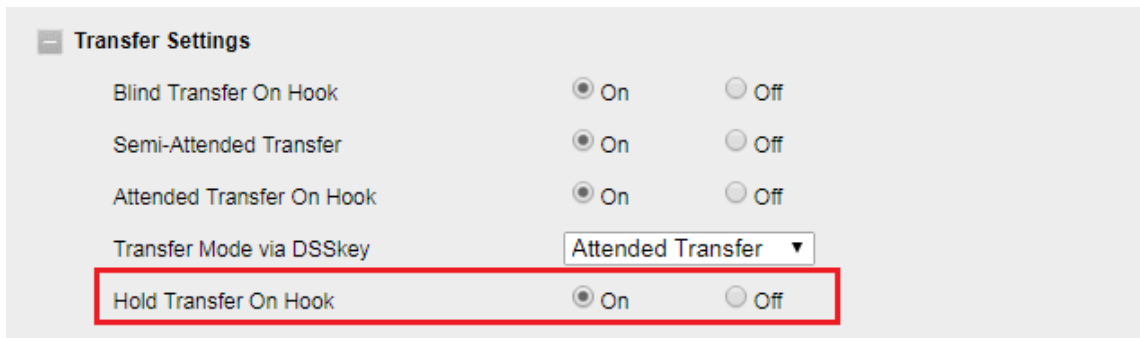 Transfer Settings
Blind Transfer On Hook On Off
Semi-Attended Transfer On Off
Attended Transfer On Hook On Off
Transfer Mode via DSSkey Attended Transfer
Hold Transfer On Hook On Off